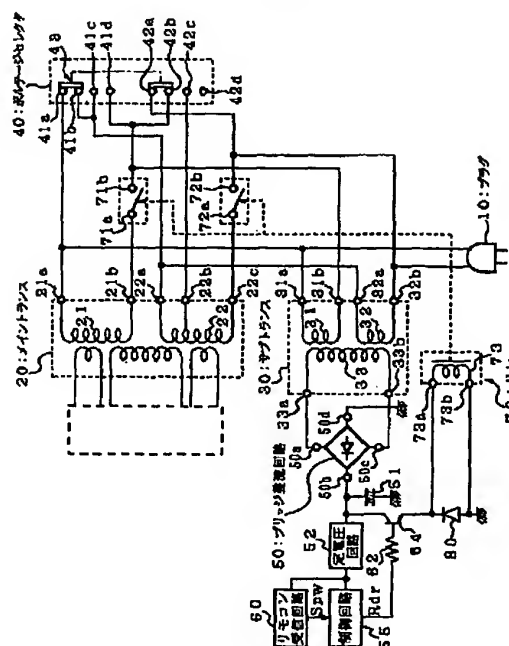 40:ボルテージセレクタ
43
41a
41b
41c
41d
42a
42b
42c
42d
71b
71a
72b
72a
10:プラグ
21a
21b
22a
22b
22c
31a
31b
32a
32b
20:メイントランス
21
22
30:サブトランス
31
32
33
33a
33b
73
73a
73b
50:ブリッジ整流回路
50a
50b
50c
50d
51
52
定電圧回路
62
64
80
60
リモコン受信回路
Spw
制御回路
Rdr